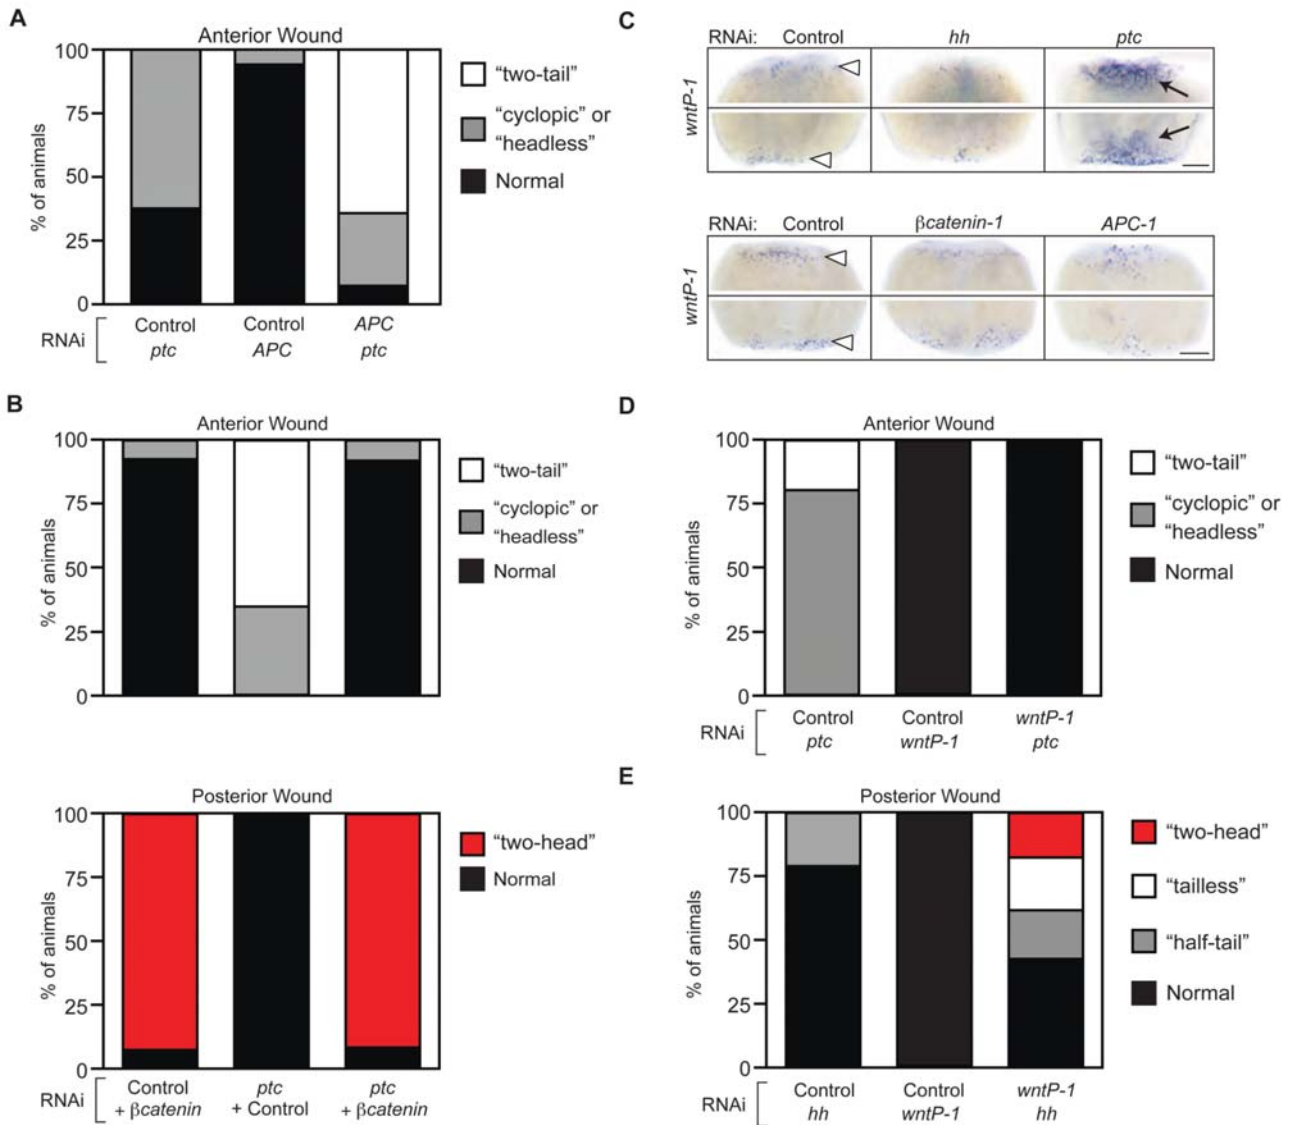 A
Anterior Wound
100
75
50
25
0
% of animals
"two-tail"
"cyclopic" or
"headless"
Normal
RNAi
Control
ptc
Control
APC
APC
ptc
B
Anterior Wound
100
75
50
25
0
% of animals
"two-tail"
"cyclopic" or
"headless"
Normal
Posterior Wound
100
75
50
25
0
% of animals
"two-head"
Normal
RNAi
Control
+ βcatenin
ptc
+ Control
ptc
+ βcatenin
C
RNAi: Control hh ptc
wntP-1
RNAi: Control βcatenin-1 APC-1
wntP-1
D
Anterior Wound
100
75
50
25
0
% of animals
"two-tail"
"cyclopic" or
"headless"
Normal
RNAi
Control
ptc
Control
wntP-1
wntP-1
ptc
E
Posterior Wound
100
75
50
25
0
% of animals
"two-head"
"tailless"
"half-tail"
Normal
RNAi
Control
hh
Control
wntP-1
wntP-1
hh